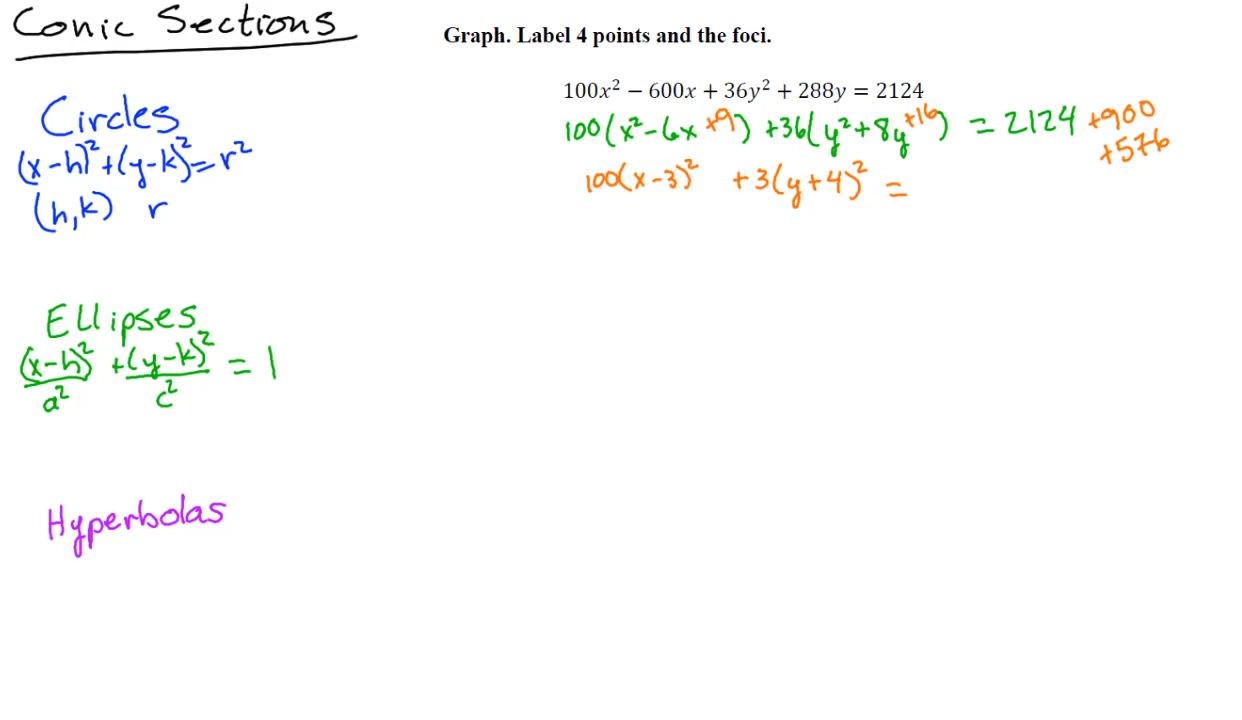 Conic Sections
Graph. Label 4 points and the foci.
100x² − 600x + 36y² + 288y = 2124
100(x²-6x+9) +36(y²+8y+16) = 2124 +900
+576
100(x-3)² +3(y+4)² =
Circles
(x-h)²+(y-k)²=r²
(h,k) r
Ellipses
(x-h)²/a² +(y-k)²/c² = 1
Hyperbolas